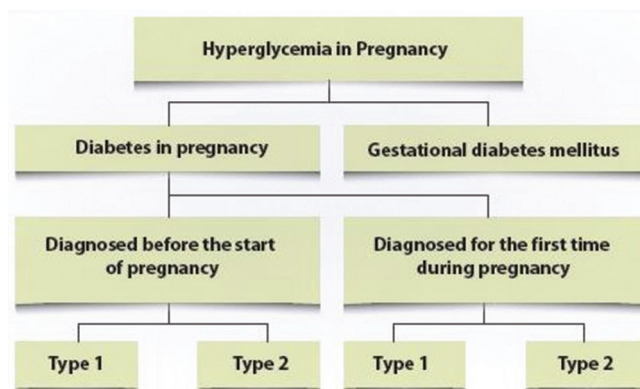 Hyperglycemia in Pregnancy
Diabetes in pregnancy
Gestational diabetes mellitus
Diagnosed before the start
of pregnancy
Diagnosed for the first time
during pregnancy
Type 1
Type 2
Type 1
Type 2